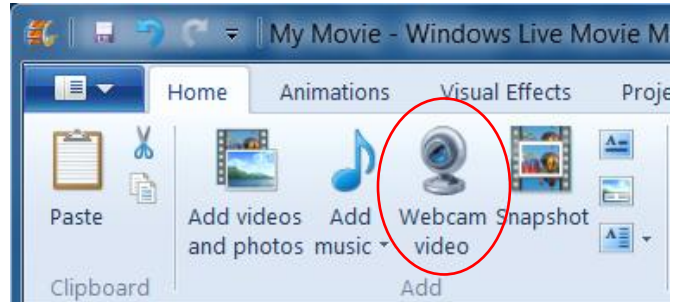 My Movie - Windows Live Movie M
Home Animations Visual Effects Proje
Paste
Add videos and photos
Add music
Webcam video
Snapshot
Clipboard
Add